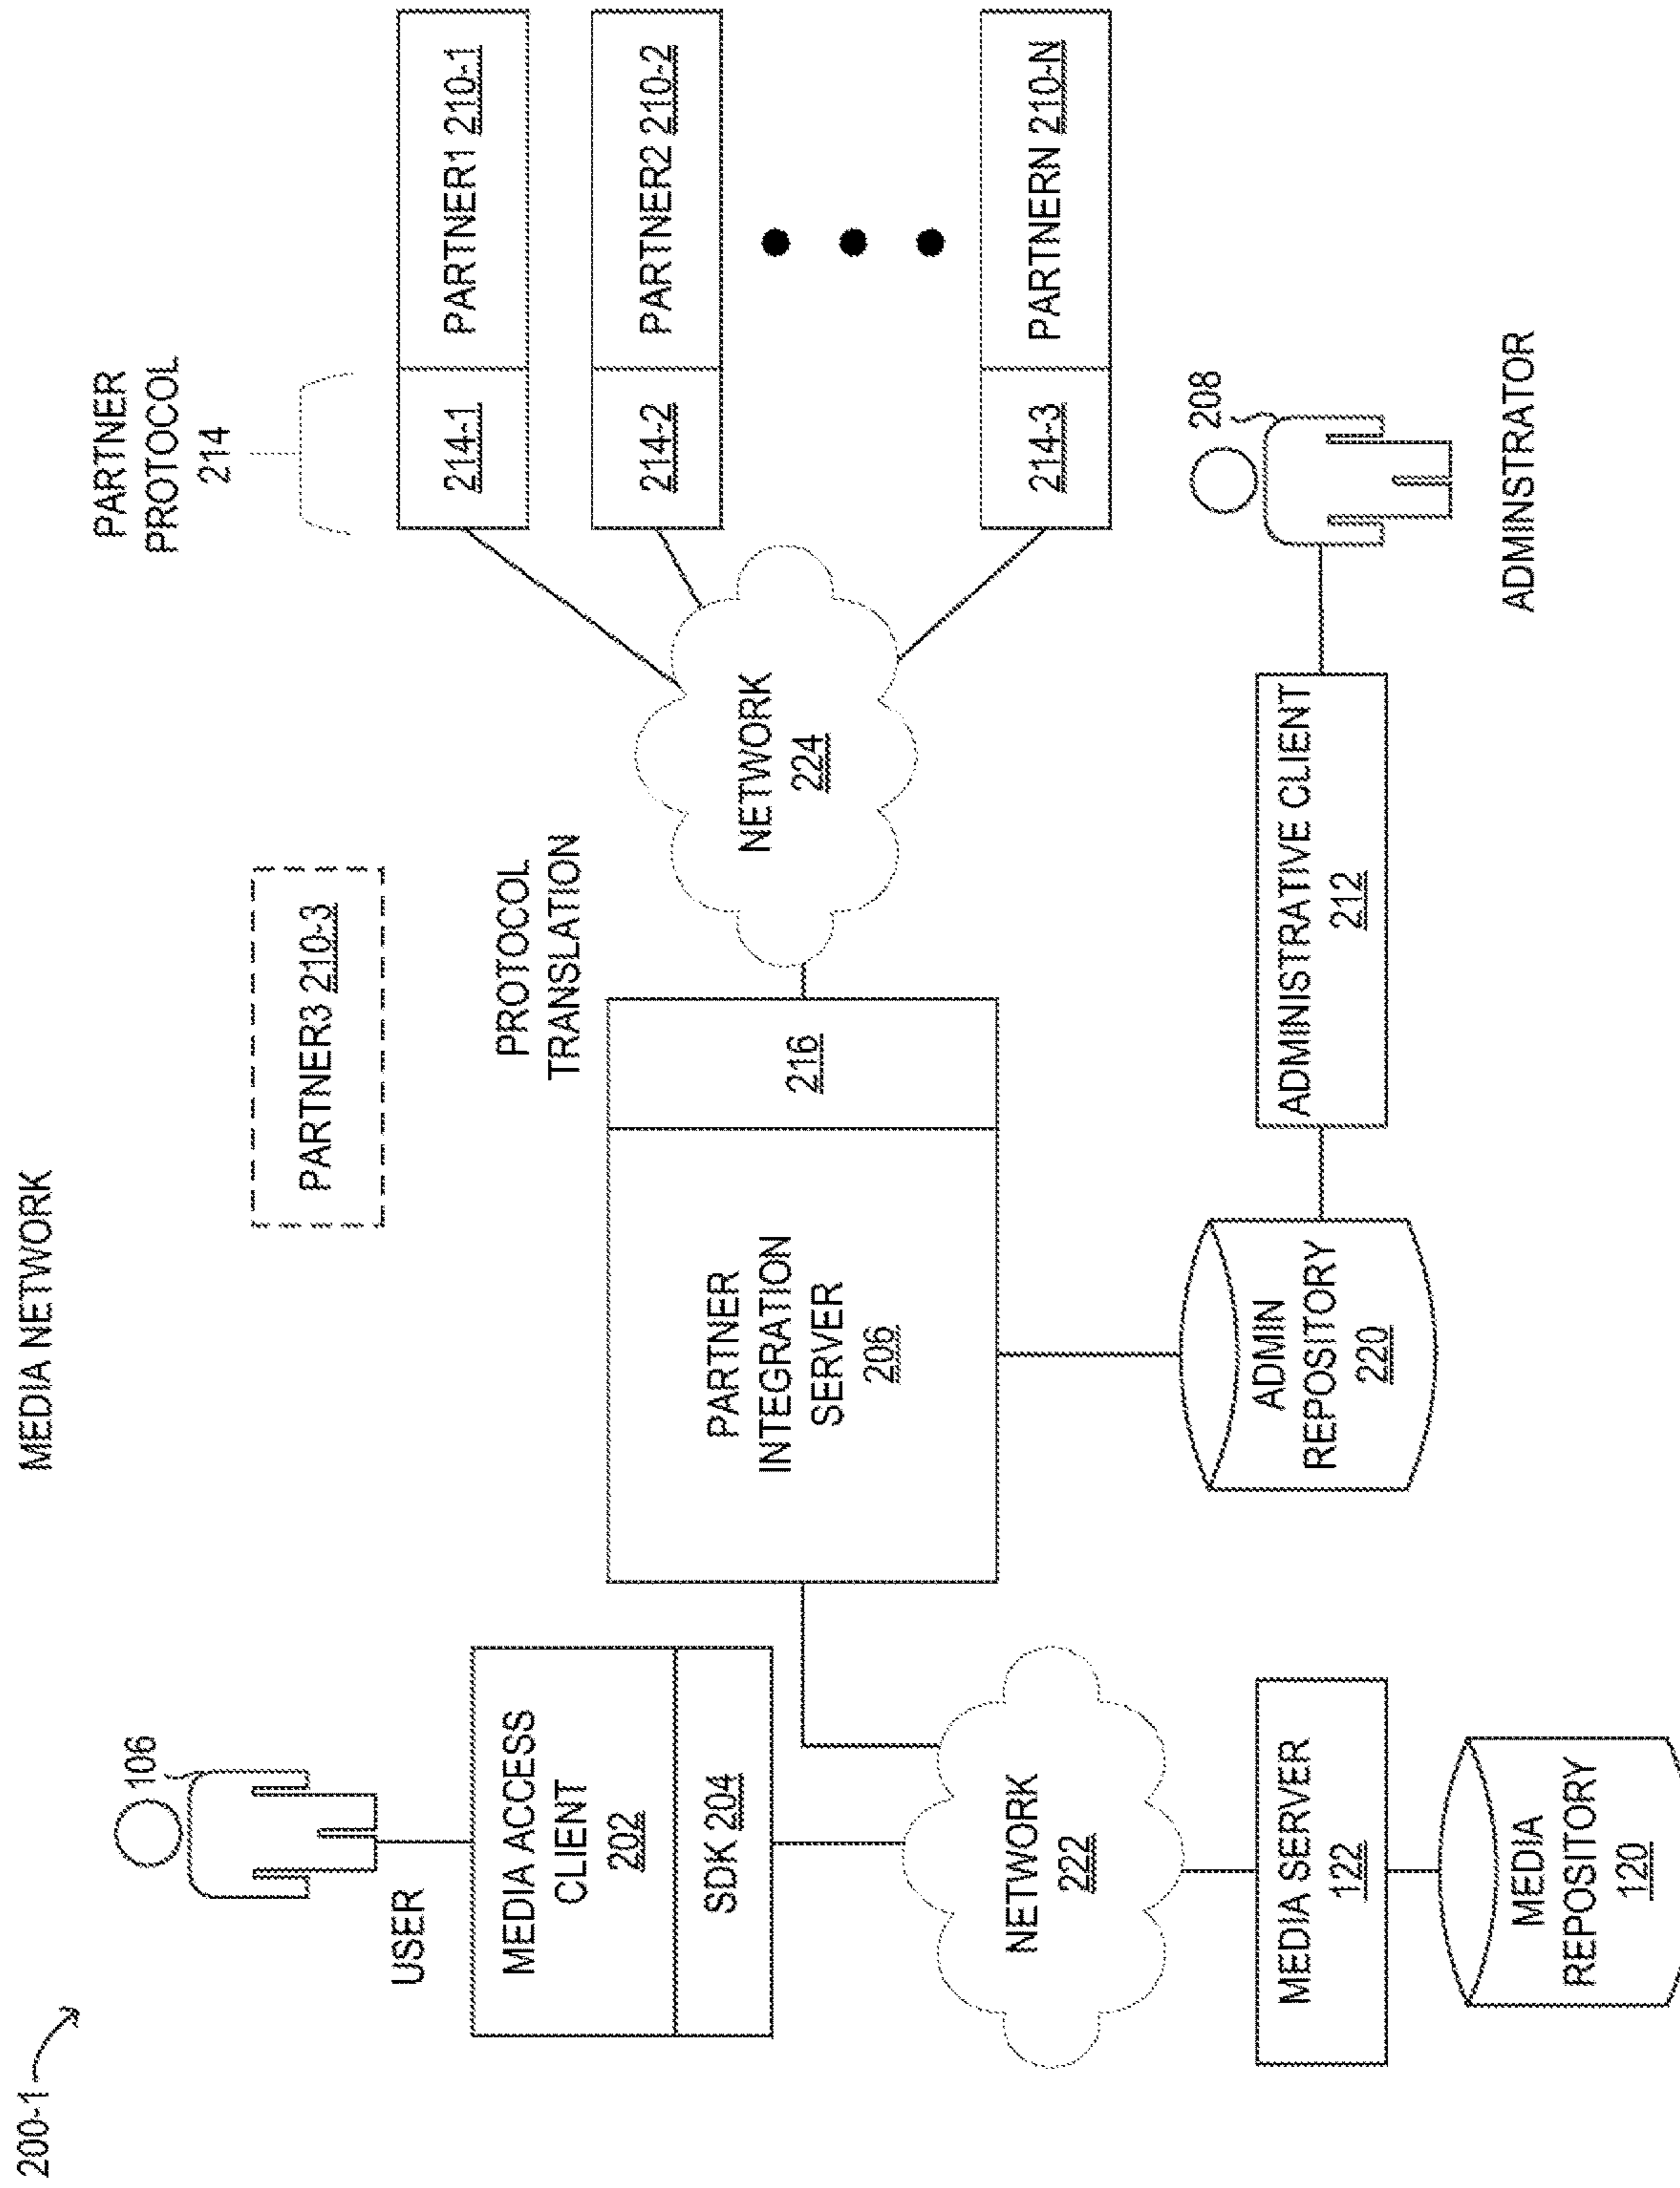 200-1
MEDIA NETWORK
106
USER
MEDIA ACCESS
CLIENT
202
SDK 204
NETWORK
222
MEDIA SERVER
122
MEDIA
REPOSITORY
120
PARTNER3 210-3
PARTNER
INTEGRATION
SERVER
206
PROTOCOL
TRANSLATION
216
ADMIN
REPOSITORY
220
NETWORK
224
ADMINISTRATIVE CLIENT
212
PARTNER
PROTOCOL
214
214-1
PARTNER1 210-1
214-2
PARTNER2 210-2
214-3
PARTNERN 210-N
208
ADMINSTRATOR